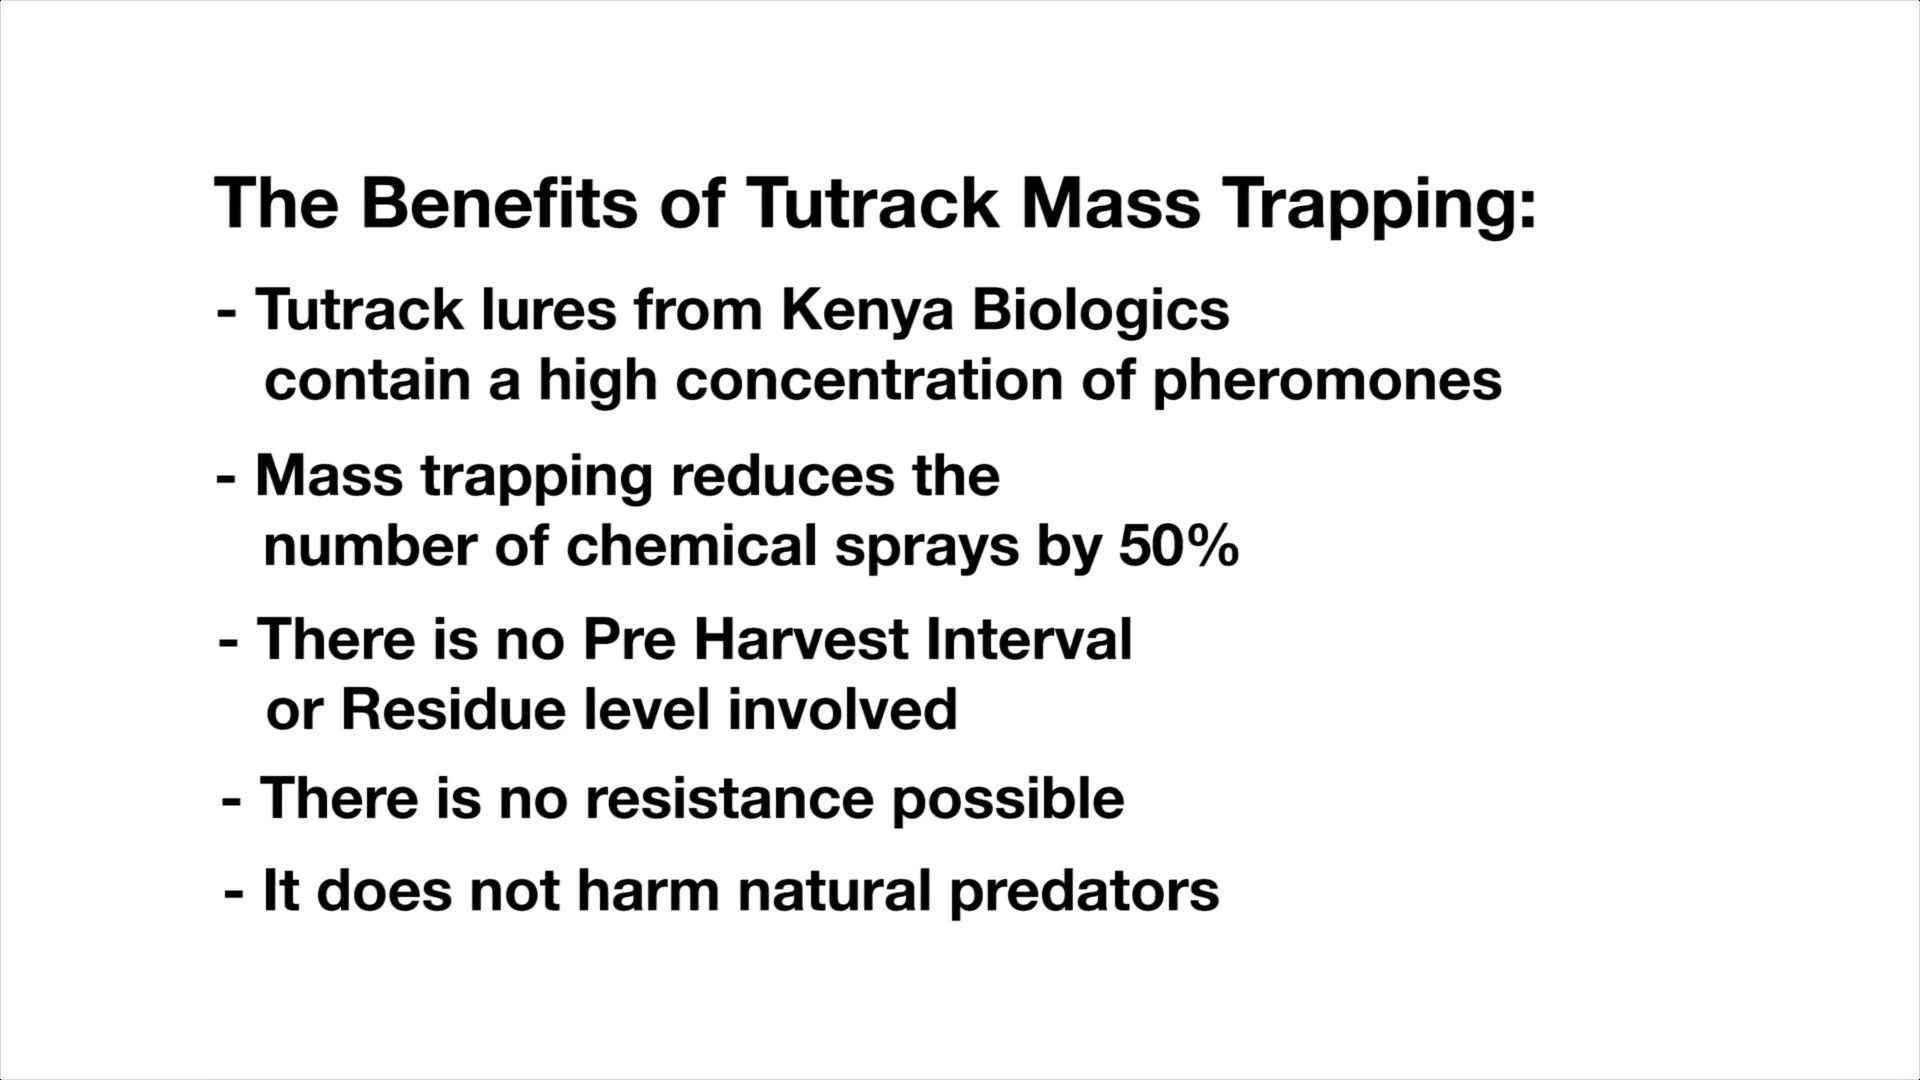 The Benefits of Tutrack Mass Trapping:
- Tutrack lures from Kenya Biologics
contain a high concentration of pheromones
- Mass trapping reduces the
number of chemical sprays by 50%
- There is no Pre Harvest Interval
or Residue level involved
- There is no resistance possible
- It does not harm natural predators